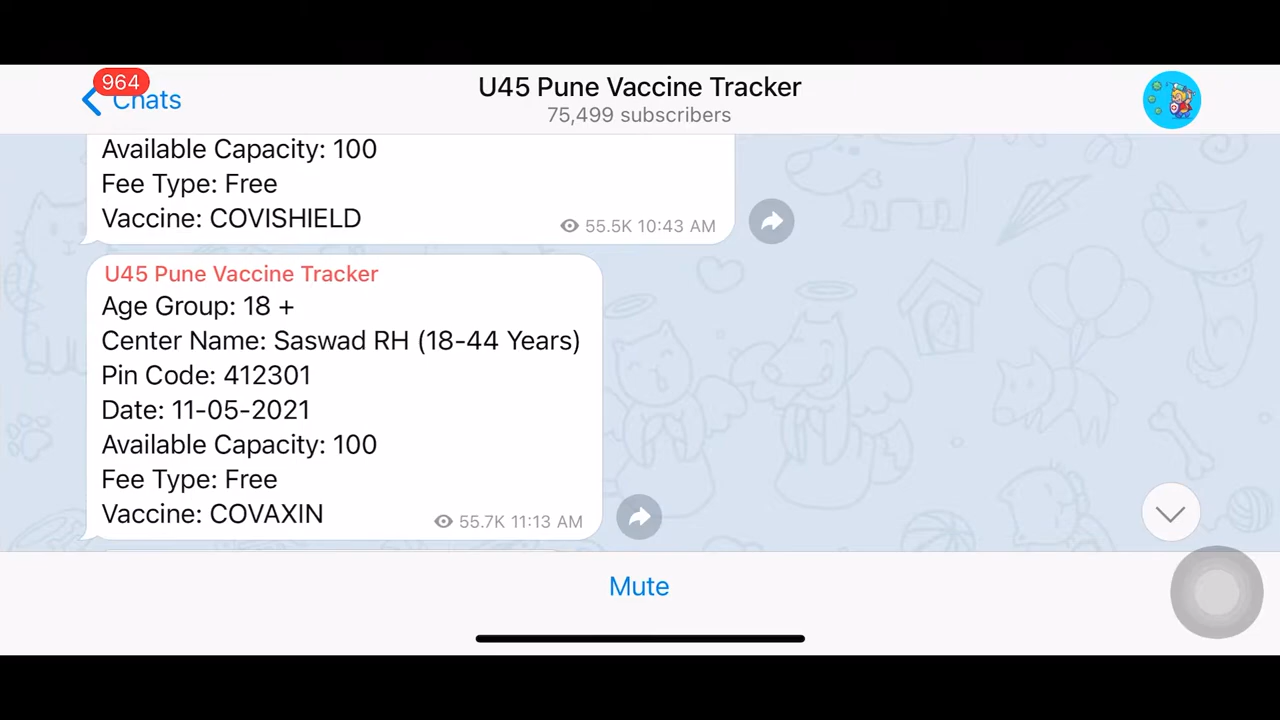 964
Chats
U45 Pune Vaccine Tracker
75,499 subscribers
Available Capacity: 100
Fee Type: Free
Vaccine: COVISHIELD
55.5K 10:43 AM
U45 Pune Vaccine Tracker
Age Group: 18 +
Center Name: Saswad RH (18-44 Years)
Pin Code: 412301
Date: 11-05-2021
Available Capacity: 100
Fee Type: Free
Vaccine: COVAXIN
55.7K 11:13 AM
Mute